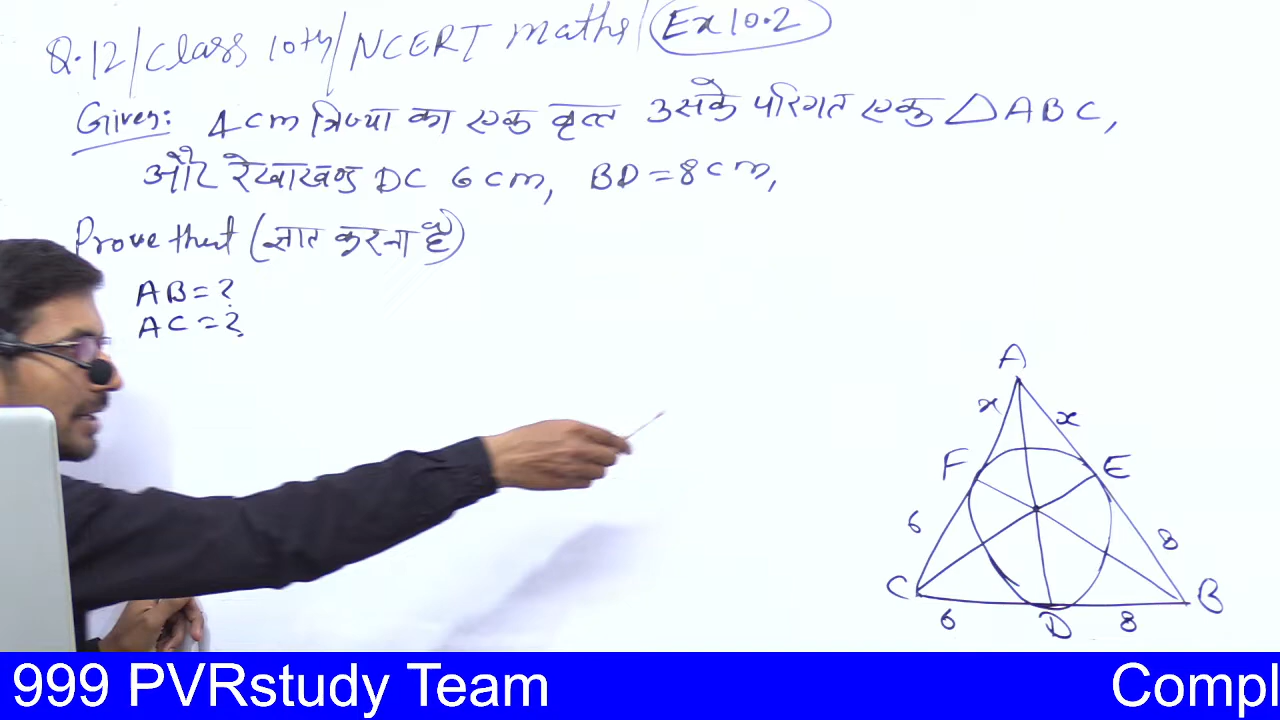 Q.12/Class 10th/NCERT maths/Ex 10.2
Given: 4 cm त्रिज्या का एक वृत्त उसके परिगत एक △ABC,
और रेखाखण्ड DC 6 cm, BD = 8 cm,
Prove that (ज्ञात करना है)
AB = ?
AC = ?
A
x x
F E
6 8
C B
6 D 8
999 PVRstudy Team Compl